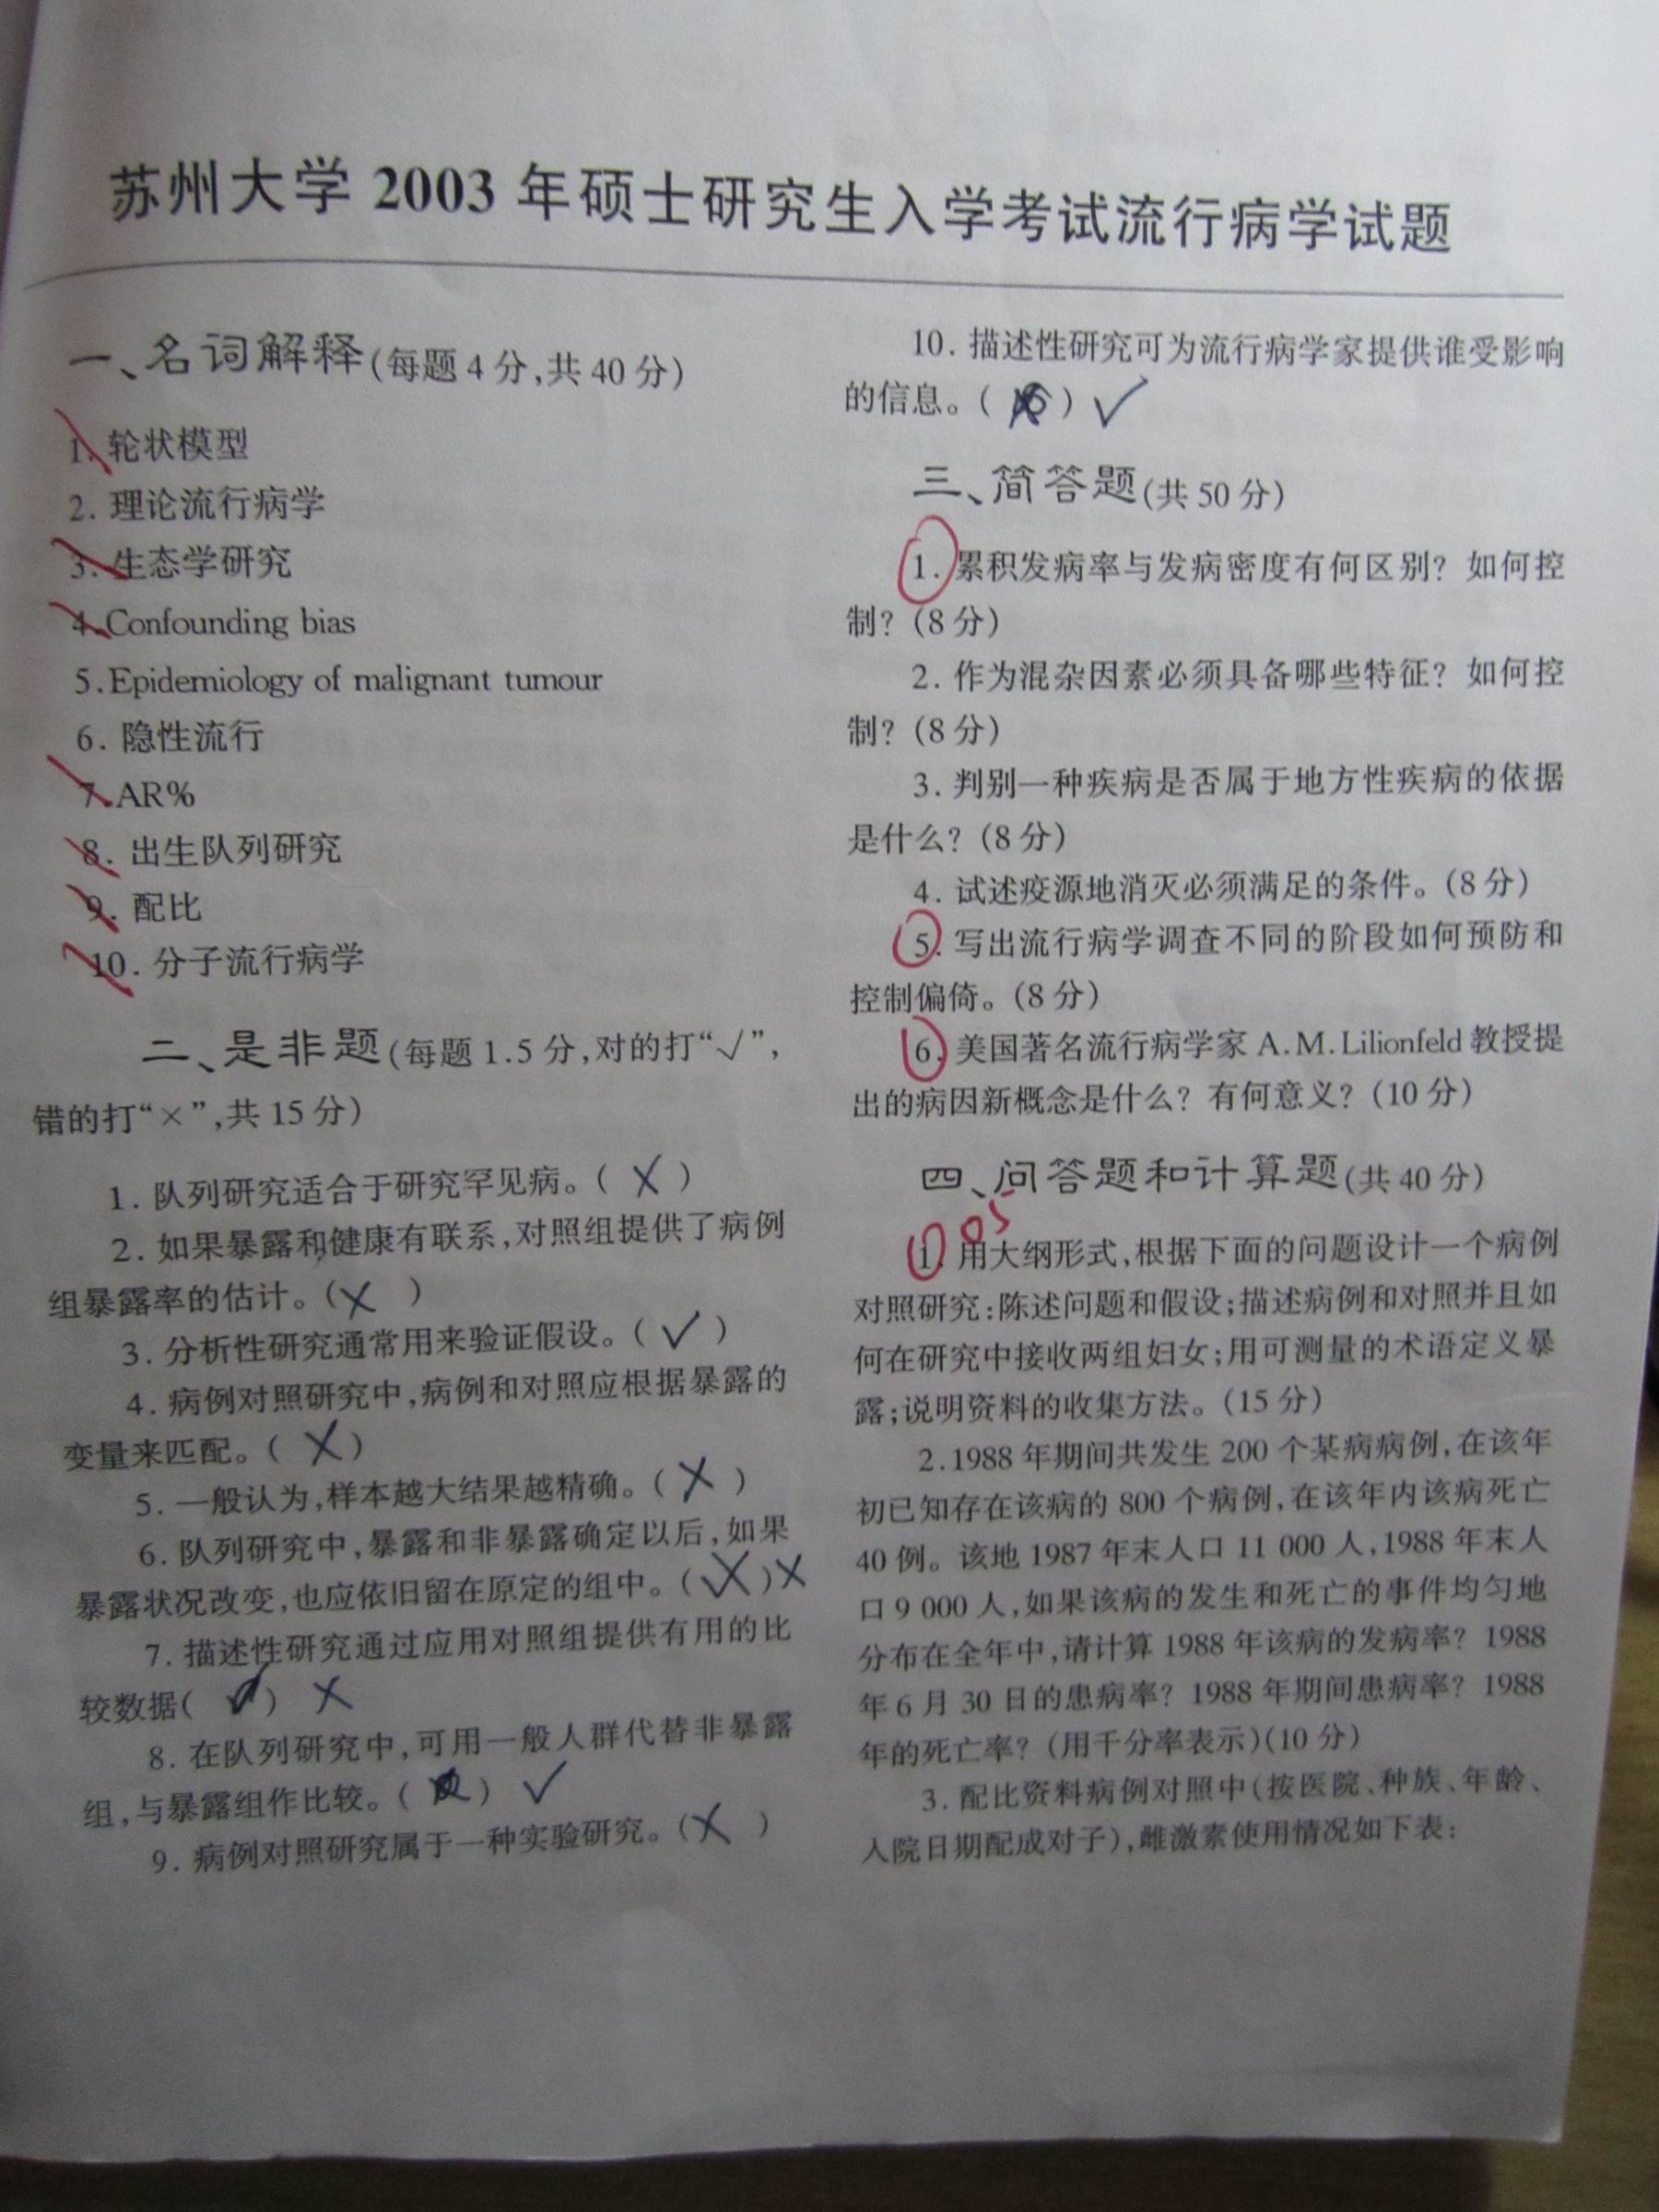 苏州大学 2003 年硕士研究生入学考试流行病学试题
一、名词解释(每题 4 分,共 40 分)
1. 轮状模型
2. 理论流行病学
3. 生态学研究
4. Confounding bias
5. Epidemiology of malignant tumour
6. 隐性流行
7. AR%
8. 出生队列研究
9. 配比
10. 分子流行病学
二、是非题(每题 1.5 分,对的打“√”,
错的打“×”,共 15 分)
1. 队列研究适合于研究罕见病。( X )
2. 如果暴露和健康有联系,对照组提供了病例
组暴露率的估计。( X )
3. 分析性研究通常用来验证假设。( √ )
4. 病例对照研究中,病例和对照应根据暴露的
变量来匹配。( X )
5. 一般认为,样本越大结果越精确。( X )
6. 队列研究中,暴露和非暴露确定以后,如果
暴露状况改变,也应依旧留在原定的组中。( ) X
7. 描述性研究通过应用对照组提供有用的比
较数据( ) X
8. 在队列研究中,可用一般人群代替非暴露
组,与暴露组作比较。( ) √
9. 病例对照研究属于一种实验研究。( X )
10. 描述性研究可为流行病学家提供谁受影响
的信息。( ) √
三、简答题(共 50 分)
1. 累积发病率与发病密度有何区别? 如何控
制? (8 分)
2. 作为混杂因素必须具备哪些特征? 如何控
制? (8 分)
3. 判别一种疾病是否属于地方性疾病的依据
是什么? (8 分)
4. 试述疫源地消灭必须满足的条件。(8 分)
5. 写出流行病学调查不同的阶段如何预防和
控制偏倚。(8 分)
6. 美国著名流行病学家 A.M.Lilionfeld 教授提
出的病因新概念是什么? 有何意义? (10 分)
四、问答题和计算题(共 40 分)
05
1. 用大纲形式,根据下面的问题设计一个病例
对照研究:陈述问题和假设;描述病例和对照并且如
何在研究中接收两组妇女;用可测量的术语定义暴
露;说明资料的收集方法。(15 分)
2.1988 年期间共发生 200 个某病病例,在该年
初已知存在该病的 800 个病例,在该年内该病死亡
40 例。该地 1987 年末人口 11 000 人,1988 年末人
口 9 000 人,如果该病的发生和死亡的事件均匀地
分布在全年中,请计算 1988 年该病的发病率? 1988
年 6 月 30 日的患病率? 1988 年期间患病率? 1988
年的死亡率? (用千分率表示)(10 分)
3. 配比资料病例对照中(按医院、种族、年龄、
入院日期配成对子),雌激素使用情况如下表: